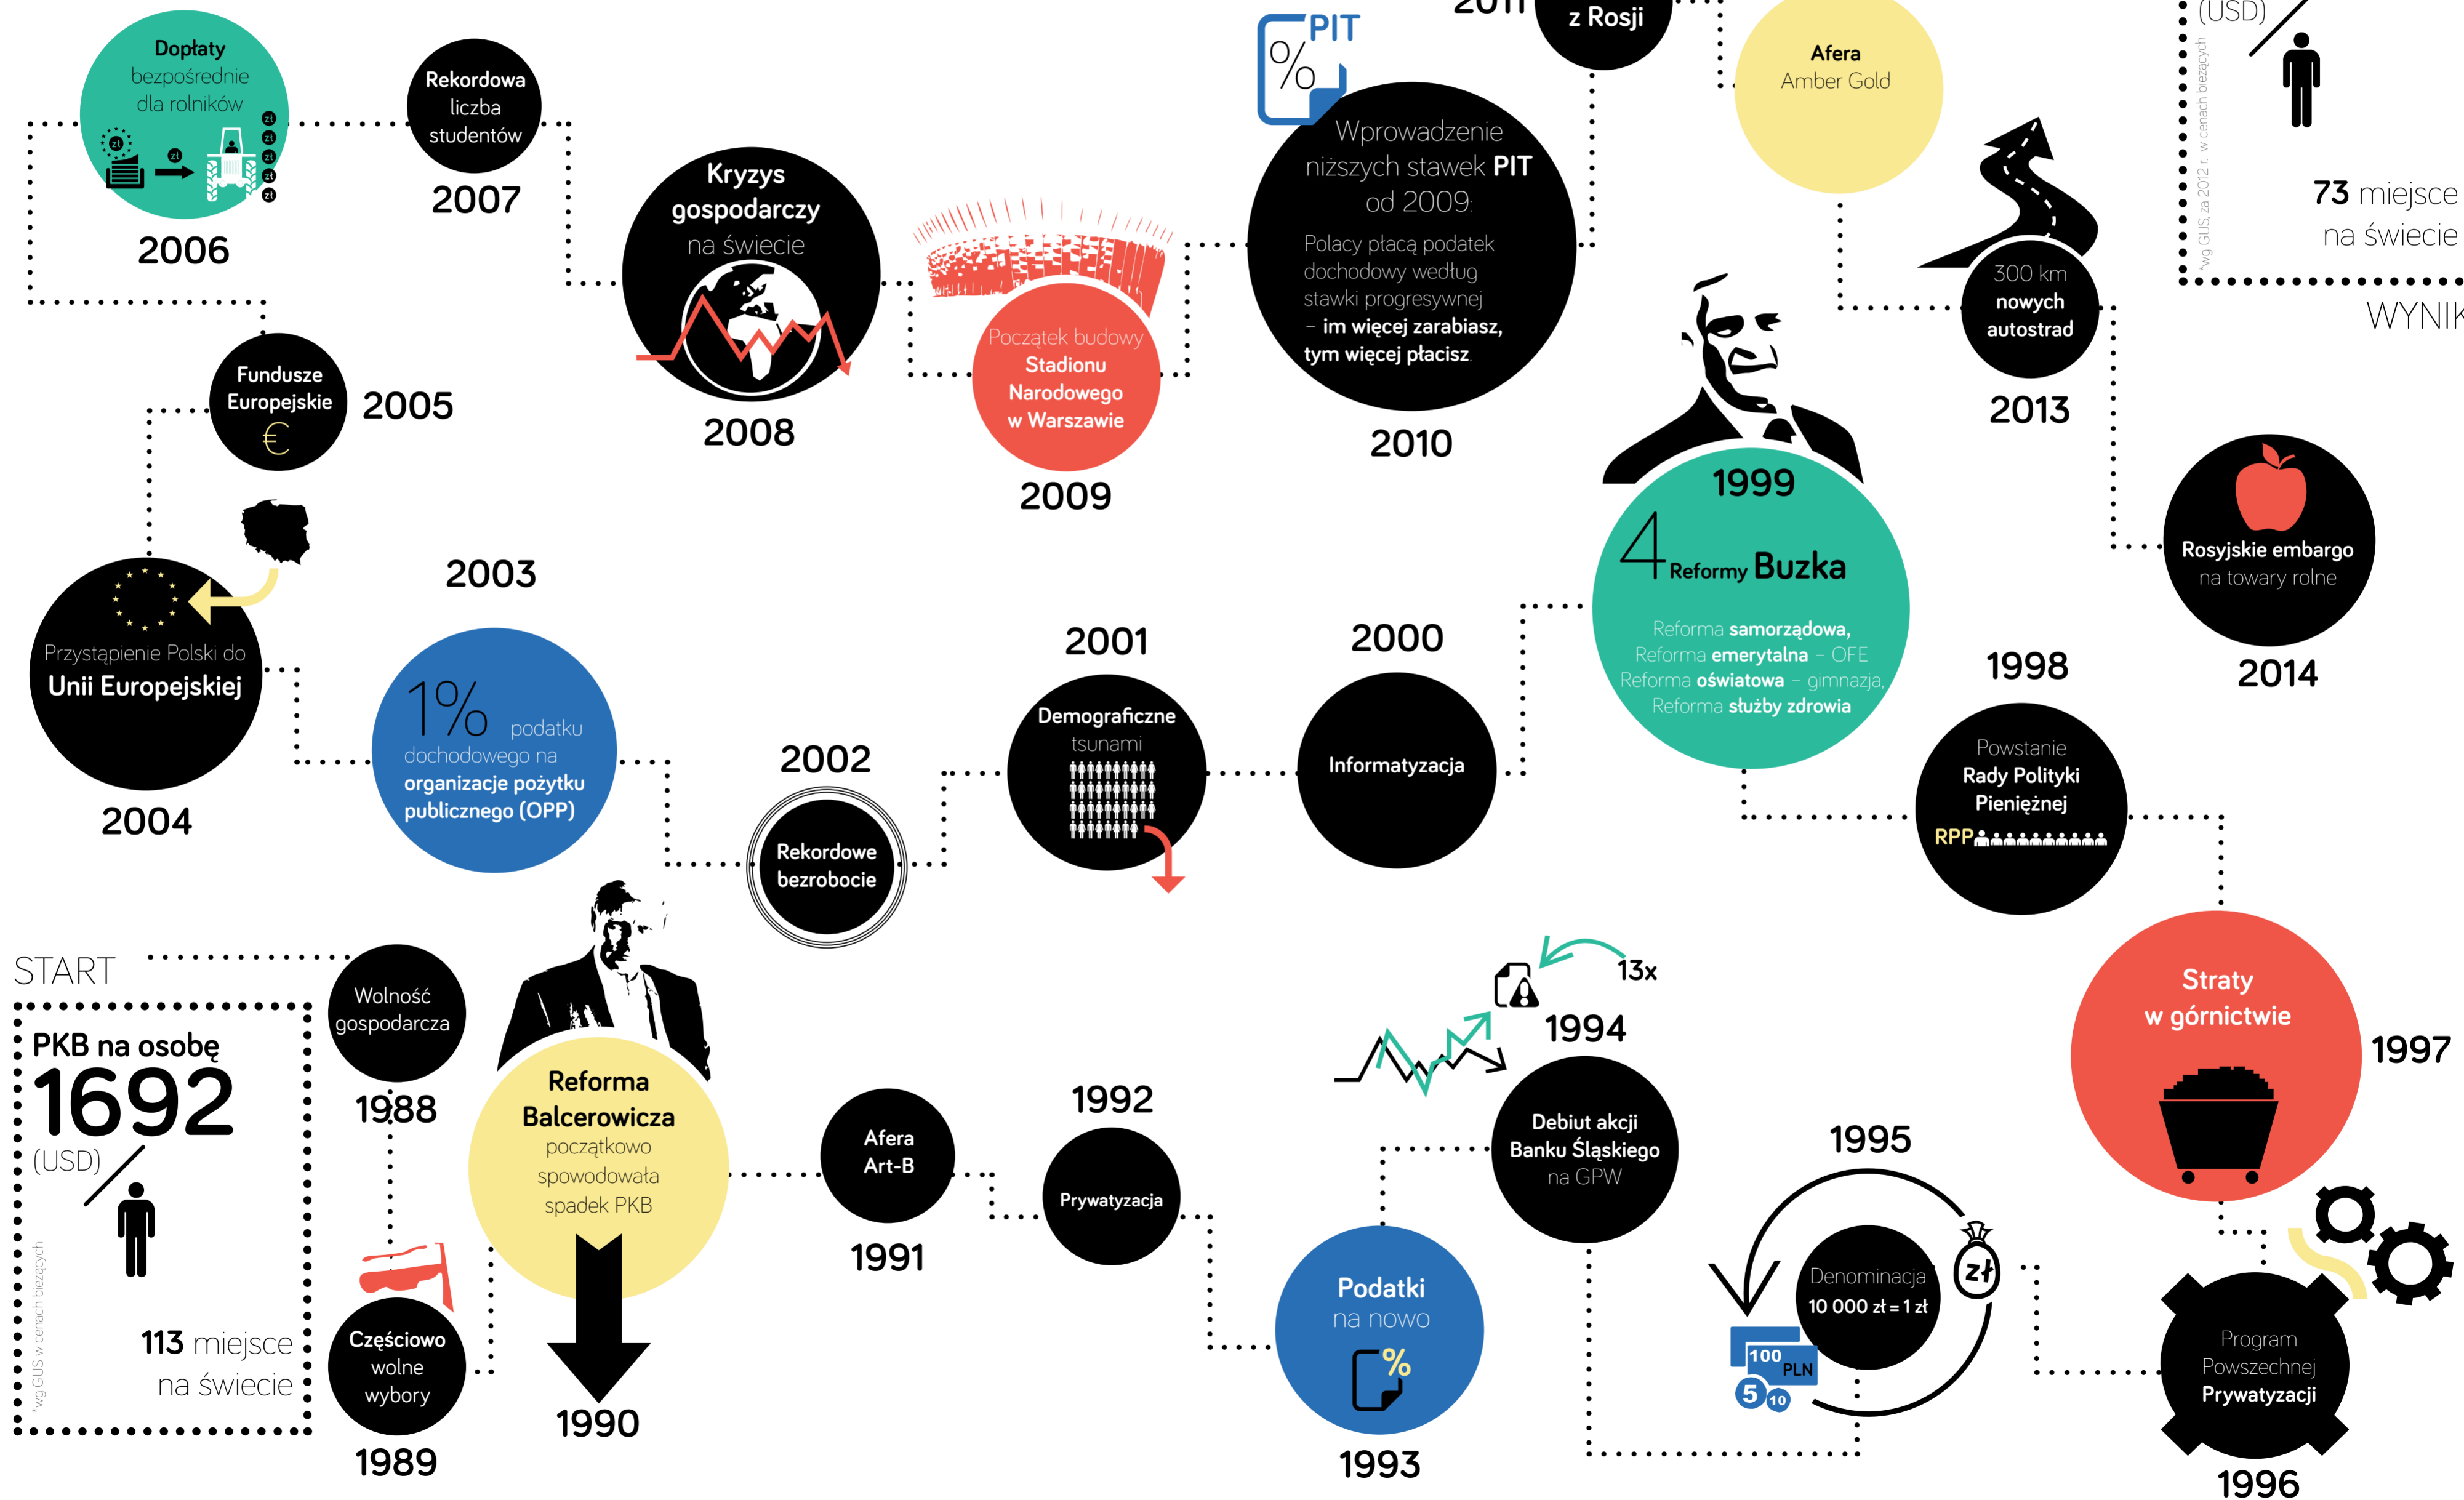 START
PKB na osobę
1692
(USD)
113 miejsce
na świecie
*wg GUS w cenach bieżących
Wolność
gospodarcza
1988
Częściowo
wolne
wybory
1989
Reforma
Balcerowicza
początkowo
spowodowała
spadek PKB
1990
Afera
Art-B
1991
1992
Prywatyzacja
Podatki
na nowo
%
1993
13x
1994
Debiut akcji
Banku Śląskiego
na GPW
1995
Denominacja
10 000 zł = 1 zł
zł
100
PLN
5
10
Program
Powszechnej
Prywatyzacji
1996
Straty
w górnictwie
1997
1998
Powstanie
Rady Polityki
Pieniężnej
RPP
1999
4 Reformy Buzka
Reforma samorządowa,
Reforma emerytalna – OFE
Reforma oświatowa – gimnazja,
Reforma służby zdrowia
2000
Informatyzacja
2001
Demograficzne
tsunami
2002
Rekordowe
bezrobocie
2003
1% podatku
dochodowego na
organizacje pożytku
publicznego (OPP)
Przystąpienie Polski do
Unii Europejskiej
2004
Fundusze
Europejskie
€
2005
Dopłaty
bezpośrednie
dla rolników
zł
zł
zł
zł
zł
zł
zł
2006
Rekordowa
liczba
studentów
2007
Kryzys
gospodarczy
na świecie
2008
Początek budowy
Stadionu
Narodowego
w Warszawie
2009
PIT
%
Wprowadzenie
niższych stawek PIT
od 2009:
Polacy płacą podatek
dochodowy według
stawki progresywnej
– im więcej zarabiasz,
tym więcej płacisz.
2010
2011
z Rosji
Afera
Amber Gold
300 km
nowych
autostrad
2013
Rosyjskie embargo
na towary rolne
2014
(USD)
*wg GUS, za 2012 r. w cenach bieżących
73 miejsce
na świecie
WYNIK